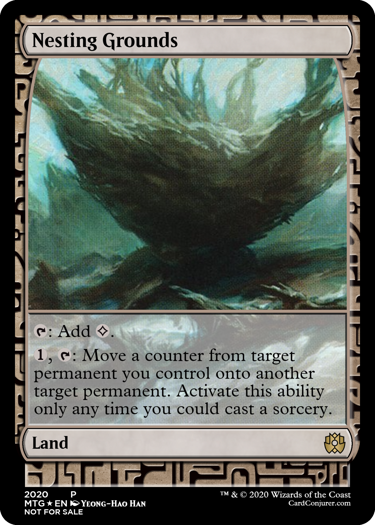 Nesting Grounds
: Add .
1, : Move a counter from target
permanent you control onto another
target permanent. Activate this ability
only any time you could cast a sorcery.
Land
2020 P
MTG ★ EN Yeong-Hao Han
NOT FOR SALE
™ & © 2020 Wizards of the Coast
CardConjurer.com